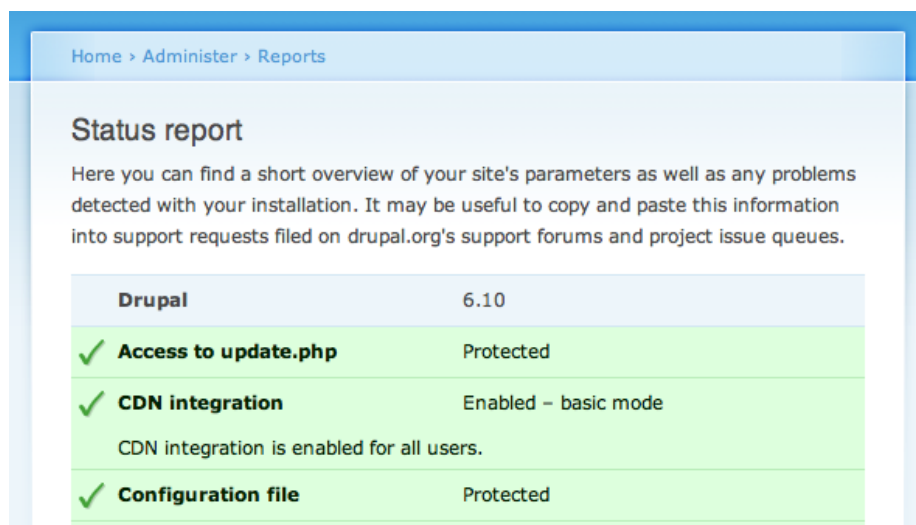 Home › Administer › Reports
Status report
Here you can find a short overview of your site's parameters as well as any problems
detected with your installation. It may be useful to copy and paste this information
into support requests filed on drupal.org's support forums and project issue queues.
Drupal 6.10
Access to update.php Protected
CDN integration Enabled – basic mode
CDN integration is enabled for all users.
Configuration file Protected